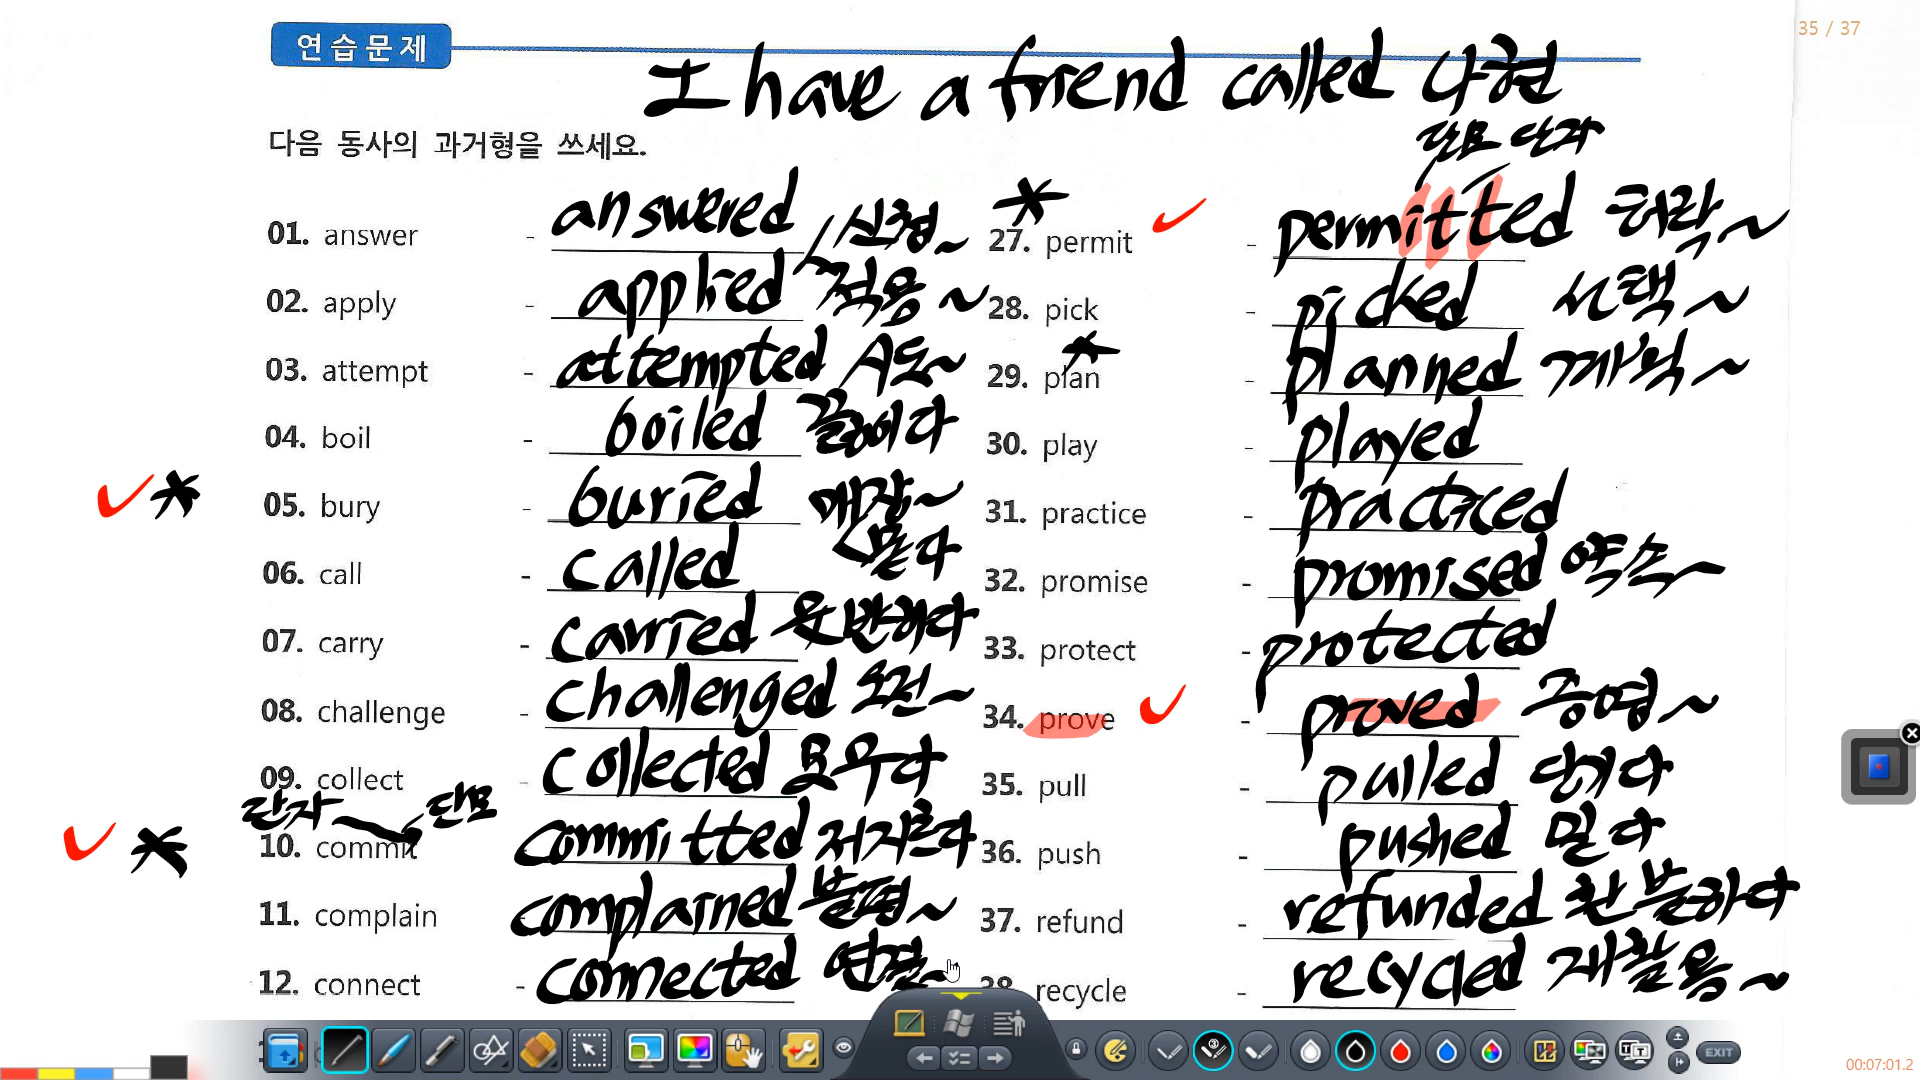 35 / 37
연습문제
I have a friend called 나현
다음 동사의 과거형을 쓰세요.
단모 단자
01. answer - answered
신청~
02. apply - applied 적용~
03. attempt - attempted 시도~
04. boil - boiled 끓이다
05. bury - buried 매장~
묻다
06. call - called
07. carry - carried 운반하다
08. challenge - challenged 도전~
09. collect - collected 모우다
단자 단모
10. commit - committed 저지르다
11. complain - complained 불평~
12. connect - connected 연결~
27. permit - permitted 허락~
28. pick - picked 선택~
29. plan - planned 계획~
30. play - played
31. practice - practiced
32. promise - promised 약속~
33. protect - protected
34. prove - proved 증명~
35. pull - pulled 당기다
36. push - pushed 밀다
37. refund - refunded 환불하다
38. recycle - recycled 재활용~
EXIT
00:07:01.2